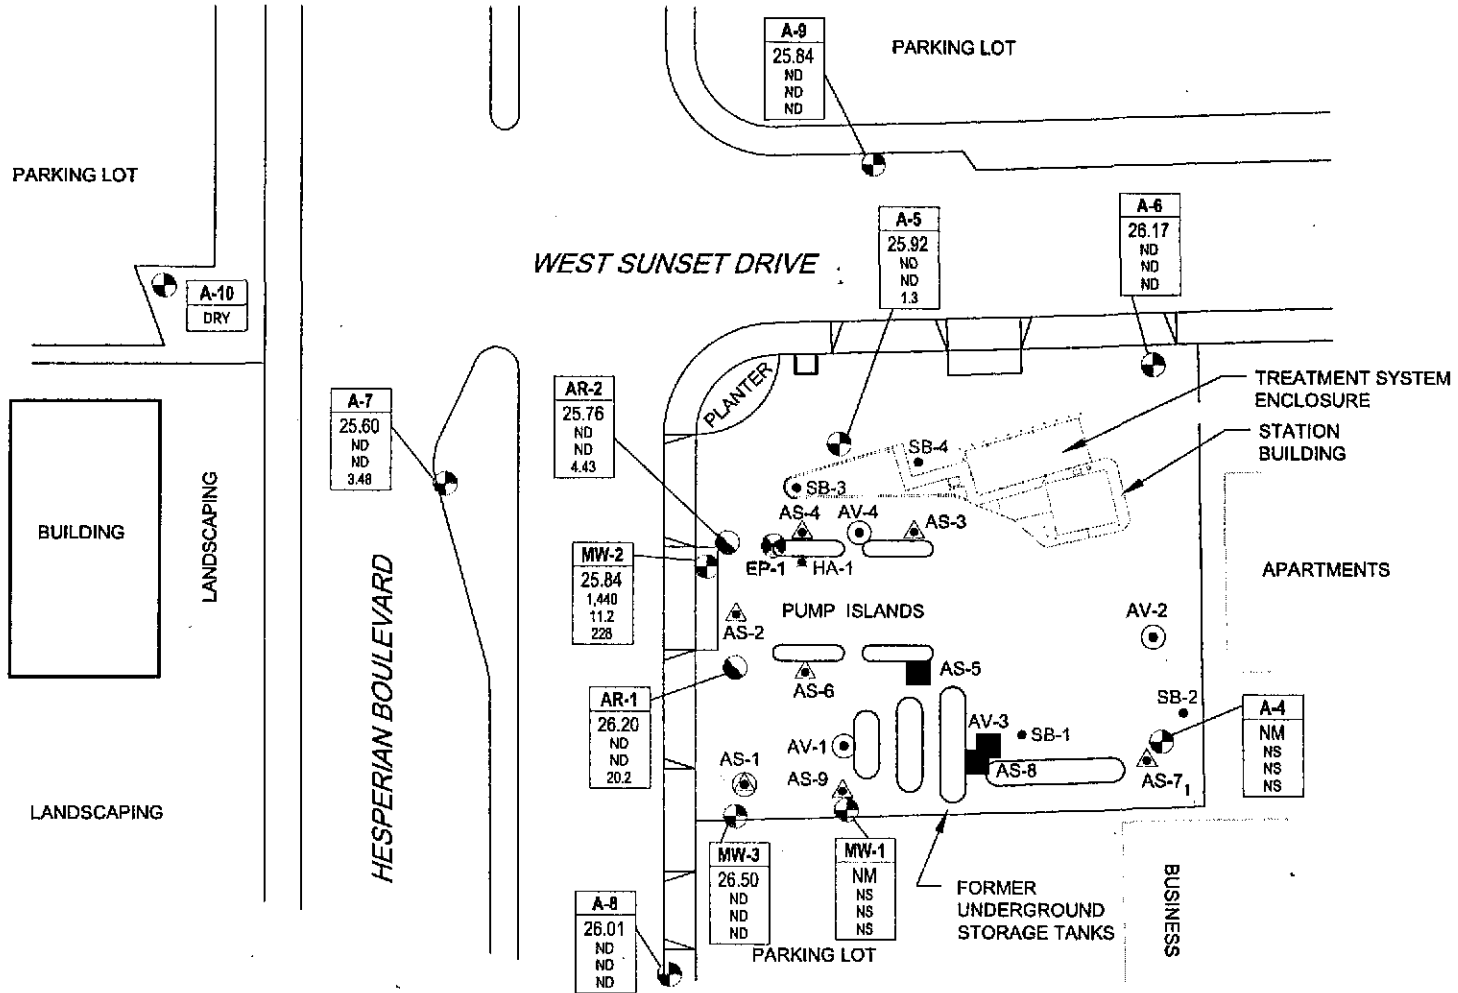 A-9
25.84
ND
ND
ND
PARKING LOT
PARKING LOT
A-10
DRY
WEST SUNSET DRIVE
A-5
25.92
ND
ND
1.3
A-6
26.17
ND
ND
ND
A-7
25.60
ND
ND
3.48
AR-2
25.76
ND
ND
4.43
PLANTER
TREATMENT SYSTEM
ENCLOSURE
STATION
BUILDING
SB-4
SB-3
AS-4
AV-4
AS-3
BUILDING
LANDSCAPING
HESPERIAN BOULEVARD
MW-2
25.84
1,440
11.2
228
EP-1
HA-1
APARTMENTS
PUMP ISLANDS
AS-2
AV-2
AS-6
AS-5
AR-1
26.20
ND
ND
20.2
SB-2
A-4
NM
NS
NS
NS
AV-3
SB-1
AV-1
AS-1
AS-9
AS-8
AS-7
1
LANDSCAPING
MW-3
26.50
ND
ND
ND
MW-1
NM
NS
NS
NS
FORMER
UNDERGROUND
STORAGE TANKS
BUSINESS
A-8
26.01
ND
ND
ND
PARKING LOT